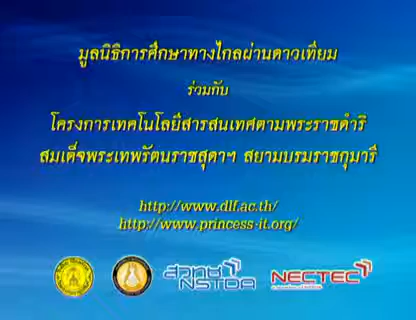 มูลนิธิการศึกษาทางไกลผ่านดาวเทียม
ร่วมกับ
โครงการเทคโนโลยีสารสนเทศตามพระราชดำริ
สมเด็จพระเทพรัตนราชสุดาฯ สยามบรมราชกุมารี
http://www.dlf.ac.th/
http://www.princess-it.org/
สวทช
NSTDA
NECTEC